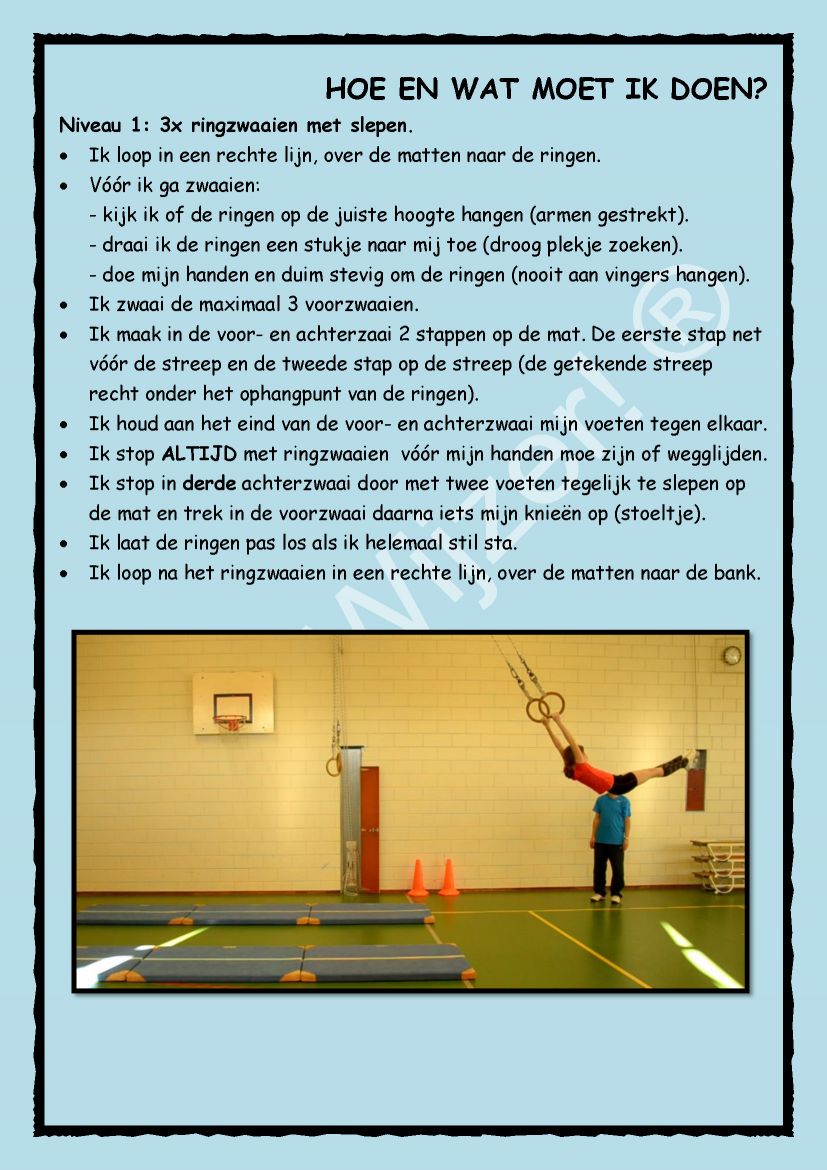 HOE EN WAT MOET IK DOEN?
Niveau 1: 3x ringzwaaien met slepen.
• Ik loop in een rechte lijn, over de matten naar de ringen.
• Vóór ik ga zwaaien:
- kijk ik of de ringen op de juiste hoogte hangen (armen gestrekt).
- draai ik de ringen een stukje naar mij toe (droog plekje zoeken).
- doe mijn handen en duim stevig om de ringen (nooit aan vingers hangen).
• Ik zwaai de maximaal 3 voorzwaaien.
• Ik maak in de voor- en achterzaai 2 stappen op de mat. De eerste stap net
vóór de streep en de tweede stap op de streep (de getekende streep
recht onder het ophangpunt van de ringen).
• Ik houd aan het eind van de voor- en achterzwaai mijn voeten tegen elkaar.
• Ik stop ALTIJD met ringzwaaien vóór mijn handen moe zijn of wegglijden.
• Ik stop in derde achterzwaai door met twee voeten tegelijk te slepen op
de mat en trek in de voorzwaai daarna iets mijn knieën op (stoeltje).
• Ik laat de ringen pas los als ik helemaal stil sta.
• Ik loop na het ringzwaaien in een rechte lijn, over de matten naar de bank.
Wijzer! ®